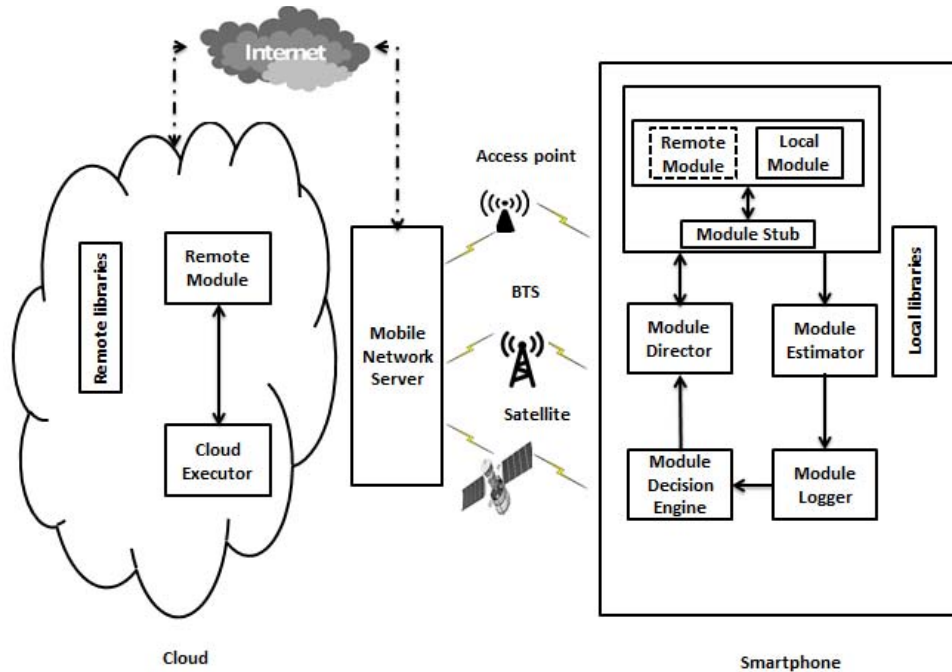 Internet
Access point
Remote
Module
Local
Module
Module Stub
Remote libraries
Remote
Module
Mobile
Network
Server
BTS
Module
Director
Module
Estimator
Local libraries
Satellite
Cloud
Executor
Module
Decision
Engine
Module
Logger
Cloud
Smartphone